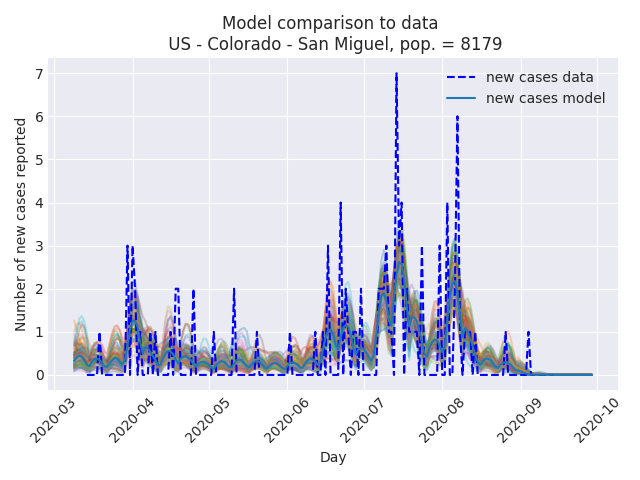 Model comparison to data
US - Colorado - San Miguel, pop. = 8179
new cases data
new cases model
Number of new cases reported
7
6
5
4
3
2
1
0
2020-03
2020-04
2020-05
2020-06
2020-07
2020-08
2020-09
2020-10
Day